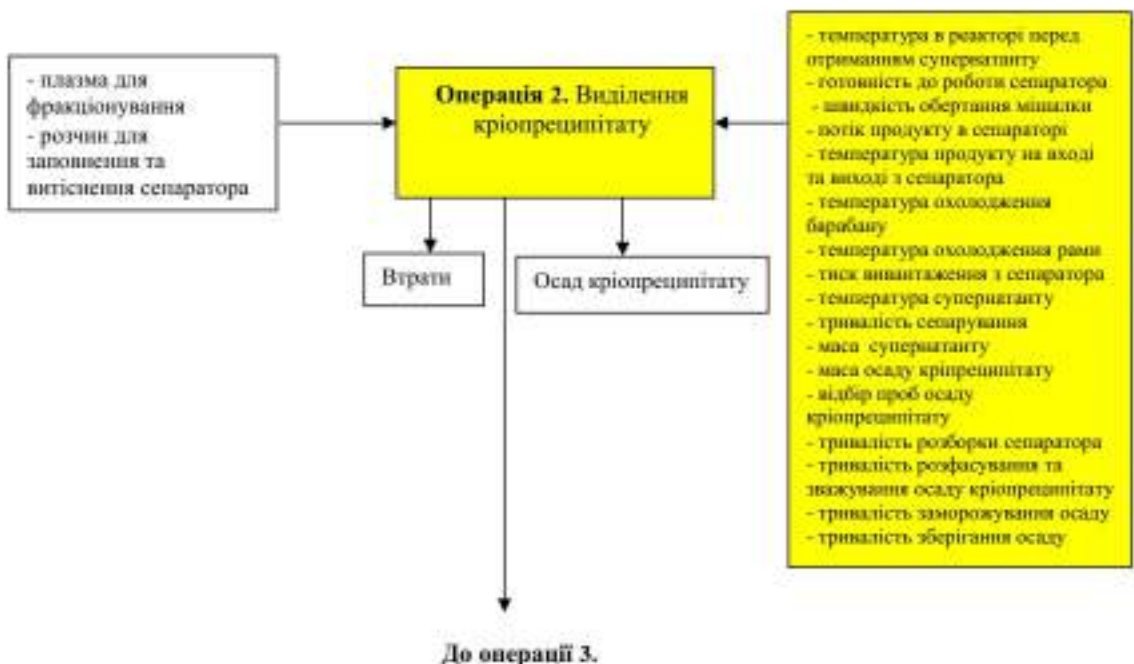 - плазма для
фракціонування
- розчин для
заповнення та
витіснення сепаратора
Операція 2. Виділення
кріопреципітату
- температура в реакторі перед
отриманням супернатанту
- готовність до роботи сепаратора
- швидкість обертання мішалки
- потік продукту в сепараторі
- температура продукту на вході
та виході з сепаратора
- температура охолодження
барабану
- температура охолодження рами
- тиск вивантаження з сепаратора
- температура супернатанту
- тривалість сепарування
- маса супернатанту
- маса осаду кріпреципітату
- відбір проб осаду
кріопреципітату
- тривалість розборки сепаратора
- тривалість розфасування та
зважування осаду кріопреципітату
- тривалість заморожування осаду
- тривалість зберігання осаду
Втрати
Осад кріопреципітату
До операції 3.